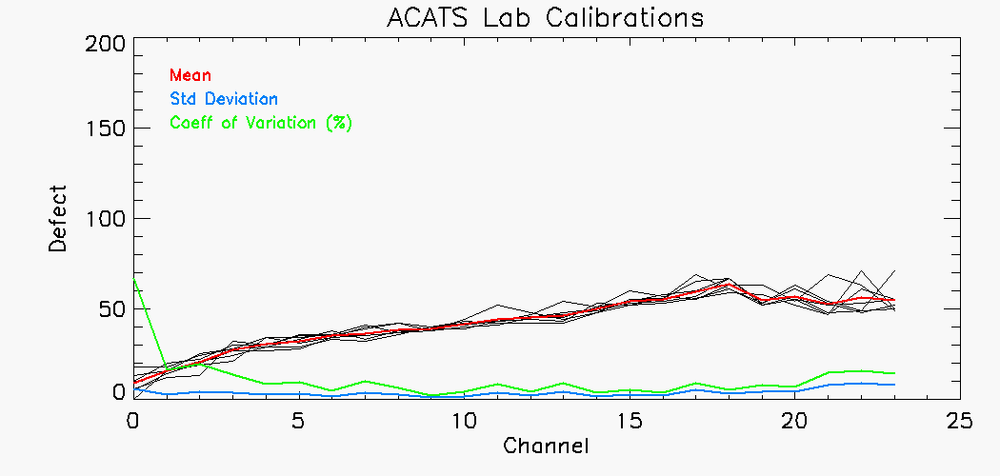 ACATS Lab Calibrations
200
Mean
Std Deviation
Coeff of Variation (%)
150
100
50
0
Defect
0 5 10 15 20 25
Channel